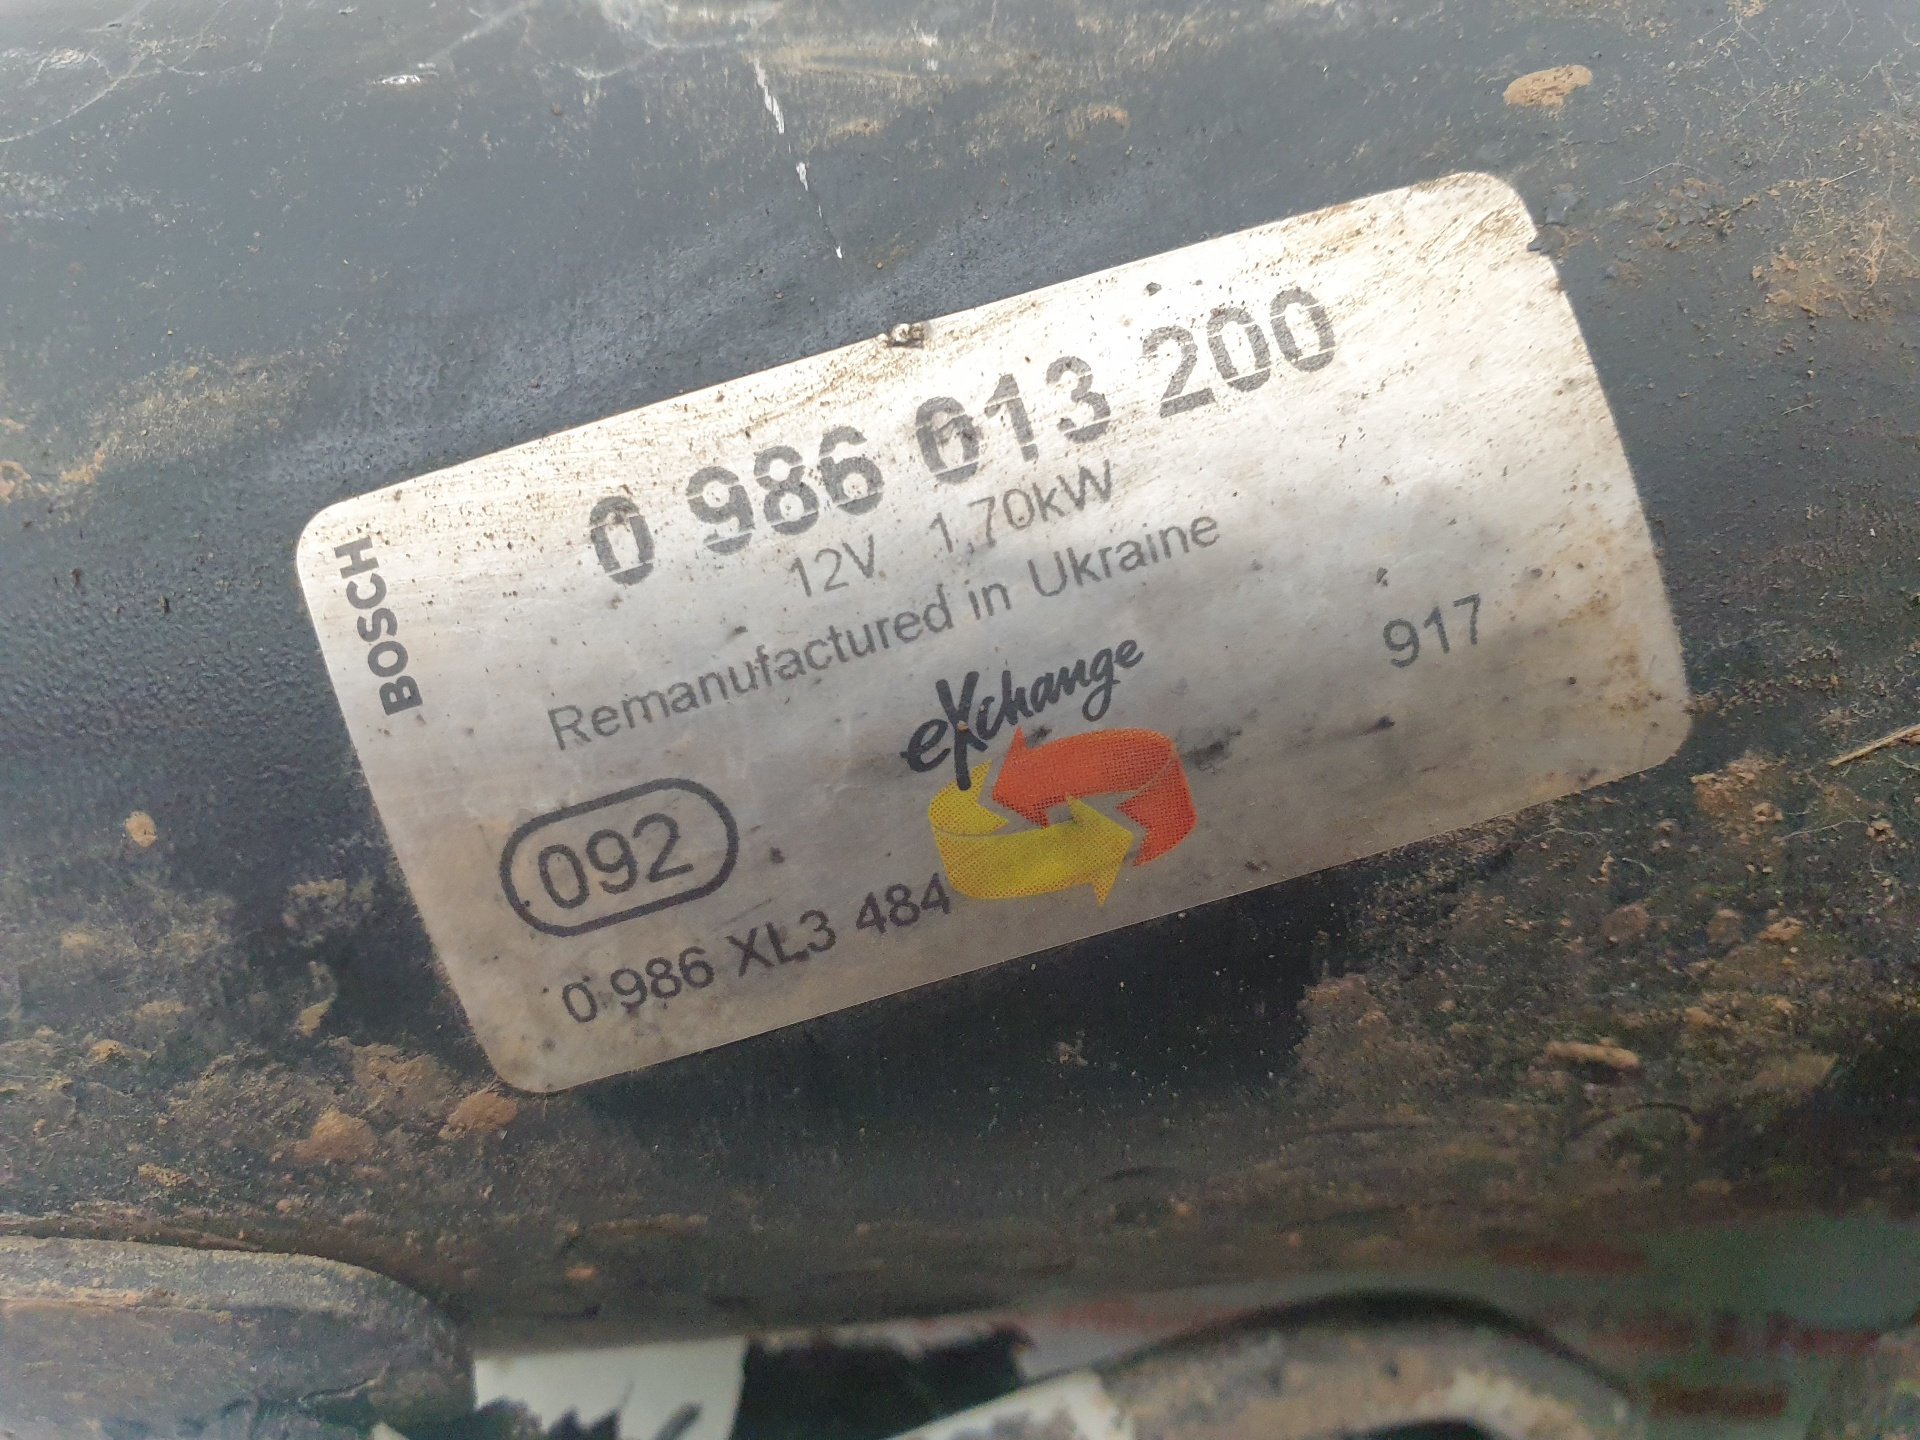 BOSCH
0 986 013 200
12V 1,70kW
Remanufactured in Ukraine
eXchange
917
092
0 986 XL3 484